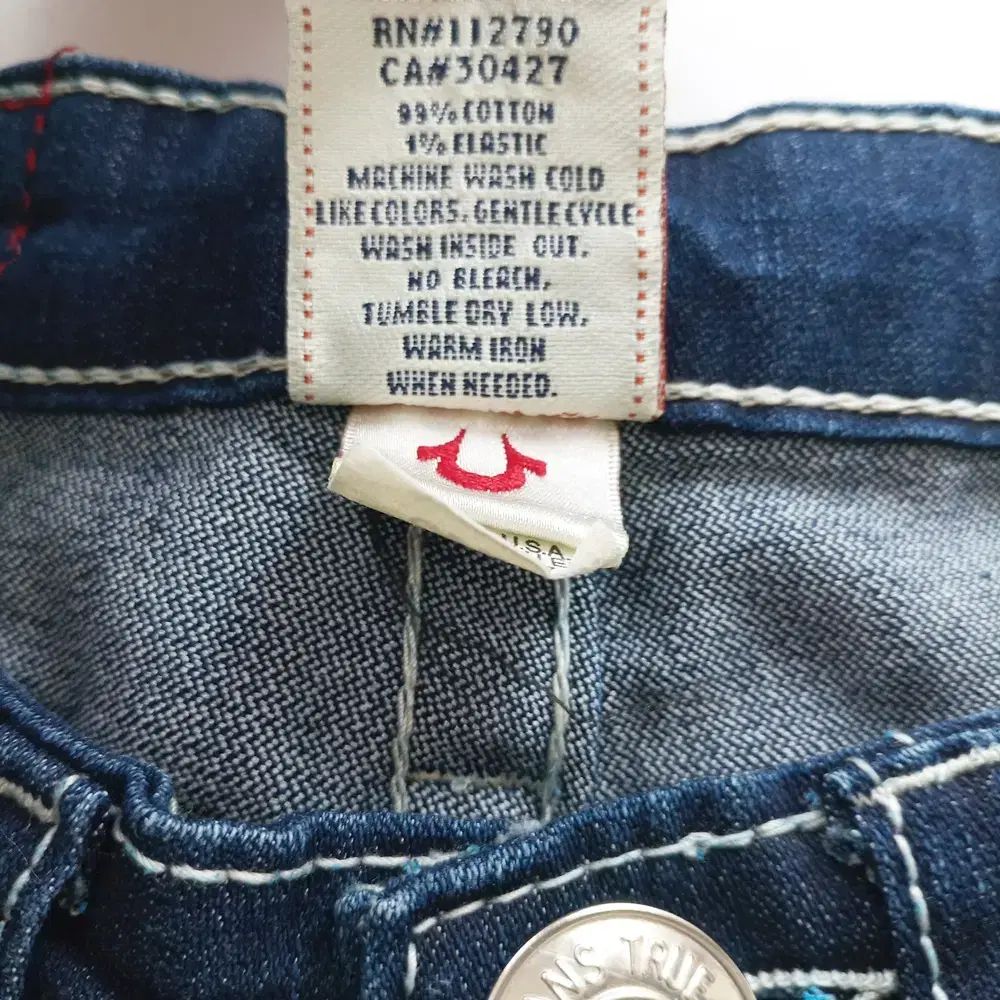 RN#112790
CA#30427
99% COTTON
1% ELASTIC
MACHINE WASH COLD
LIKE COLORS. GENTLE CYCLE
WASH INSIDE OUT.
NO BLEACH.
TUMBLE DRY LOW.
WARM IRON
WHEN NEEDED.
U.S.A.
TRUE